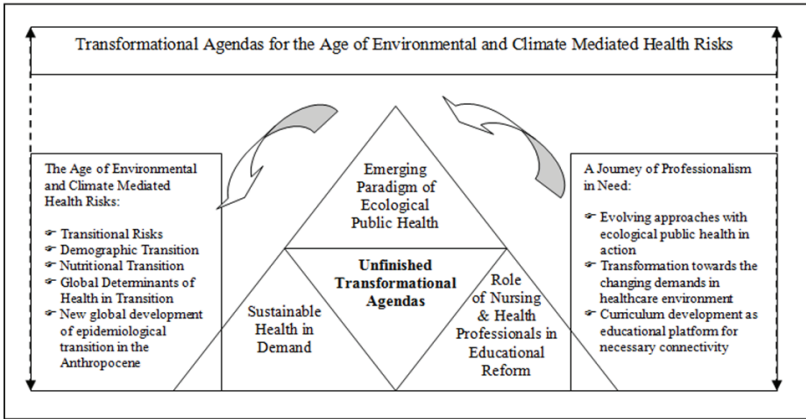 Transformational Agendas for the Age of Environmental and Climate Mediated Health Risks
The Age of Environmental
and Climate Mediated
Health Risks:
☞ Transitional Risks
☞ Demographic Transition
☞ Nutritional Transition
☞ Global Determinants of
Health in Transition
☞ New global development
of epidemiological
transition in the
Anthropocene
Emerging
Paradigm of
Ecological
Public Health
Unfinished
Transformational
Agendas
Sustainable
Health in
Demand
Role
of Nursing
& Health
Professionals in
Educational
Reform
A Journey of Professionalism
in Need:
☞ Evolving approaches with
ecological public health in
action
☞ Transformation towards the
changing demands in
healthcare environment
☞ Curriculum development as
educational platform for
necessary connectivity